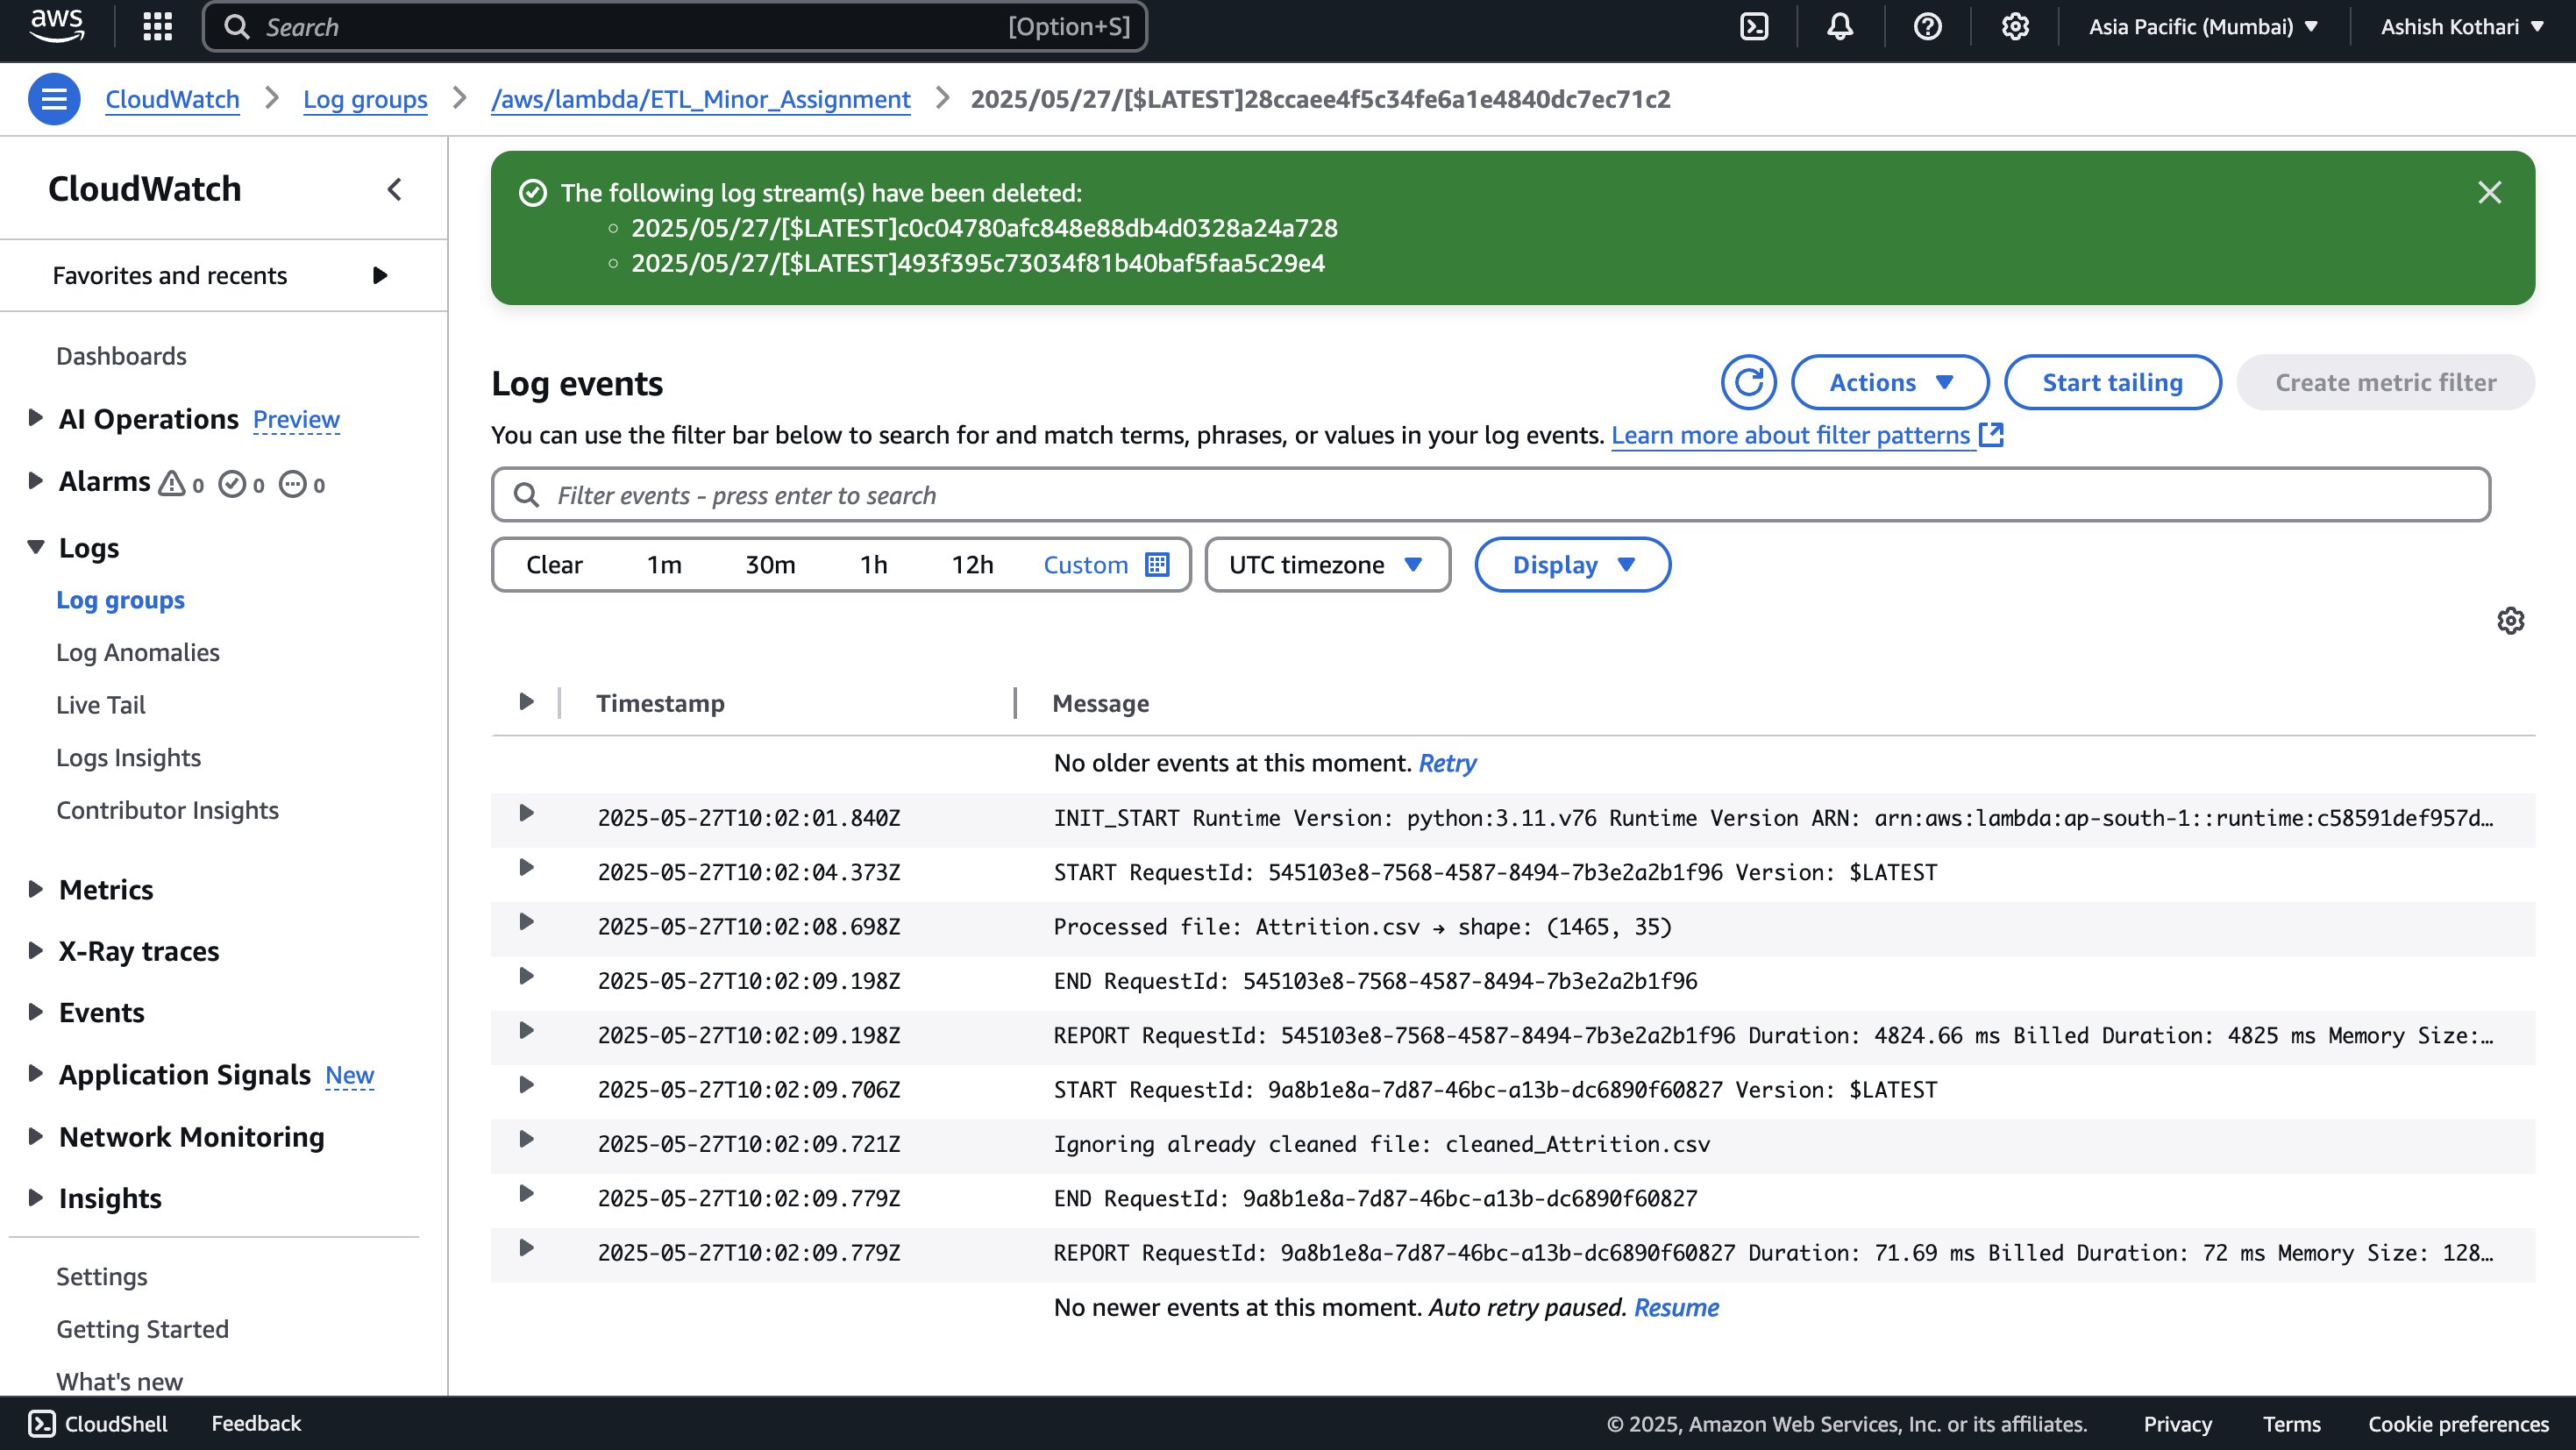 aws
Search [Option+S]
Asia Pacific (Mumbai)
Ashish Kothari
CloudWatch
Log groups
/aws/lambda/ETL_Minor_Assignment
2025/05/27/[$LATEST]28ccaee4f5c34fe6a1e4840dc7ec71c2
CloudWatch
Favorites and recents
Dashboards
AI Operations Preview
Alarms 0 0 0
Logs
Log groups
Log Anomalies
Live Tail
Logs Insights
Contributor Insights
Metrics
X-Ray traces
Events
Application Signals New
Network Monitoring
Insights
Settings
Getting Started
What's new
The following log stream(s) have been deleted:
2025/05/27/[$LATEST]c0c04780afc848e88db4d0328a24a728
2025/05/27/[$LATEST]493f395c73034f81b40baf5faa5c29e4
Log events
Actions
Start tailing
Create metric filter
You can use the filter bar below to search for and match terms, phrases, or values in your log events. Learn more about filter patterns
Filter events - press enter to search
Clear 1m 30m 1h 12h Custom
UTC timezone
Display
Timestamp Message
No older events at this moment. Retry
2025-05-27T10:02:01.840Z INIT_START Runtime Version: python:3.11.v76 Runtime Version ARN: arn:aws:lambda:ap-south-1::runtime:c58591def957d…
2025-05-27T10:02:04.373Z START RequestId: 545103e8-7568-4587-8494-7b3e2a2b1f96 Version: $LATEST
2025-05-27T10:02:08.698Z Processed file: Attrition.csv → shape: (1465, 35)
2025-05-27T10:02:09.198Z END RequestId: 545103e8-7568-4587-8494-7b3e2a2b1f96
2025-05-27T10:02:09.198Z REPORT RequestId: 545103e8-7568-4587-8494-7b3e2a2b1f96 Duration: 4824.66 ms Billed Duration: 4825 ms Memory Size:…
2025-05-27T10:02:09.706Z START RequestId: 9a8b1e8a-7d87-46bc-a13b-dc6890f60827 Version: $LATEST
2025-05-27T10:02:09.721Z Ignoring already cleaned file: cleaned_Attrition.csv
2025-05-27T10:02:09.779Z END RequestId: 9a8b1e8a-7d87-46bc-a13b-dc6890f60827
2025-05-27T10:02:09.779Z REPORT RequestId: 9a8b1e8a-7d87-46bc-a13b-dc6890f60827 Duration: 71.69 ms Billed Duration: 72 ms Memory Size: 128…
No newer events at this moment. Auto retry paused. Resume
CloudShell
Feedback
© 2025, Amazon Web Services, Inc. or its affiliates.
Privacy
Terms
Cookie preferences